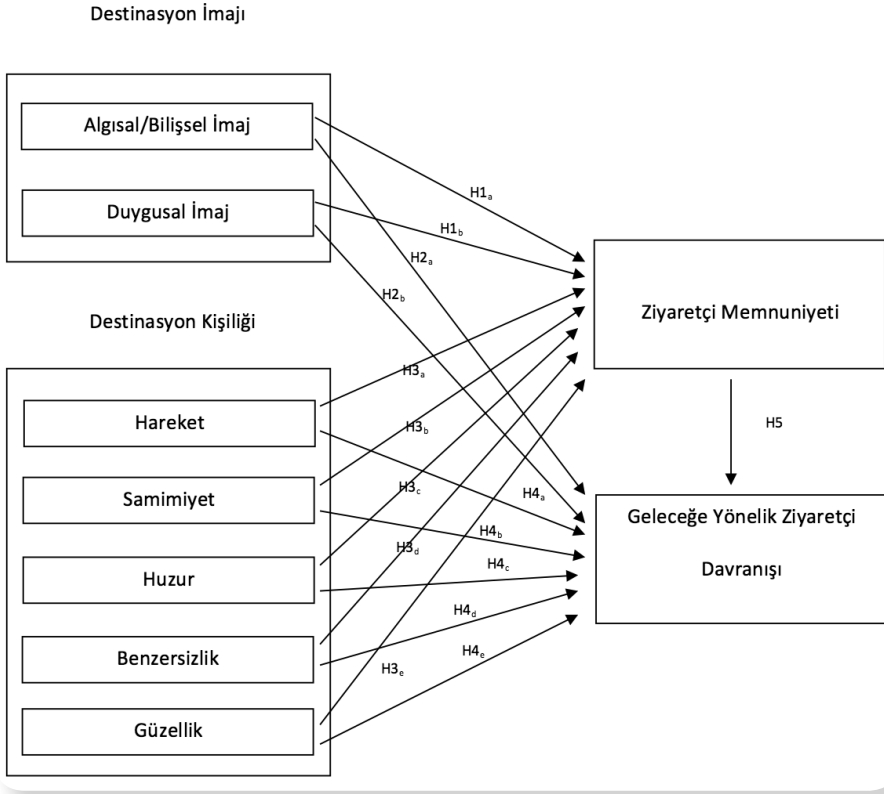 Destinasyon İmajı
Algısal/Bilişsel İmaj
Duygusal İmaj
Destinasyon Kişiliği
Hareket
Samimiyet
Huzur
Benzersizlik
Güzellik
H1a
H1b
H2a
H2b
H3a
H3b
H3c
H3d
H3e
H4a
H4b
H4c
H4d
H4e
Ziyaretçi Memnuniyeti
H5
Geleceğe Yönelik Ziyaretçi
Davranışı